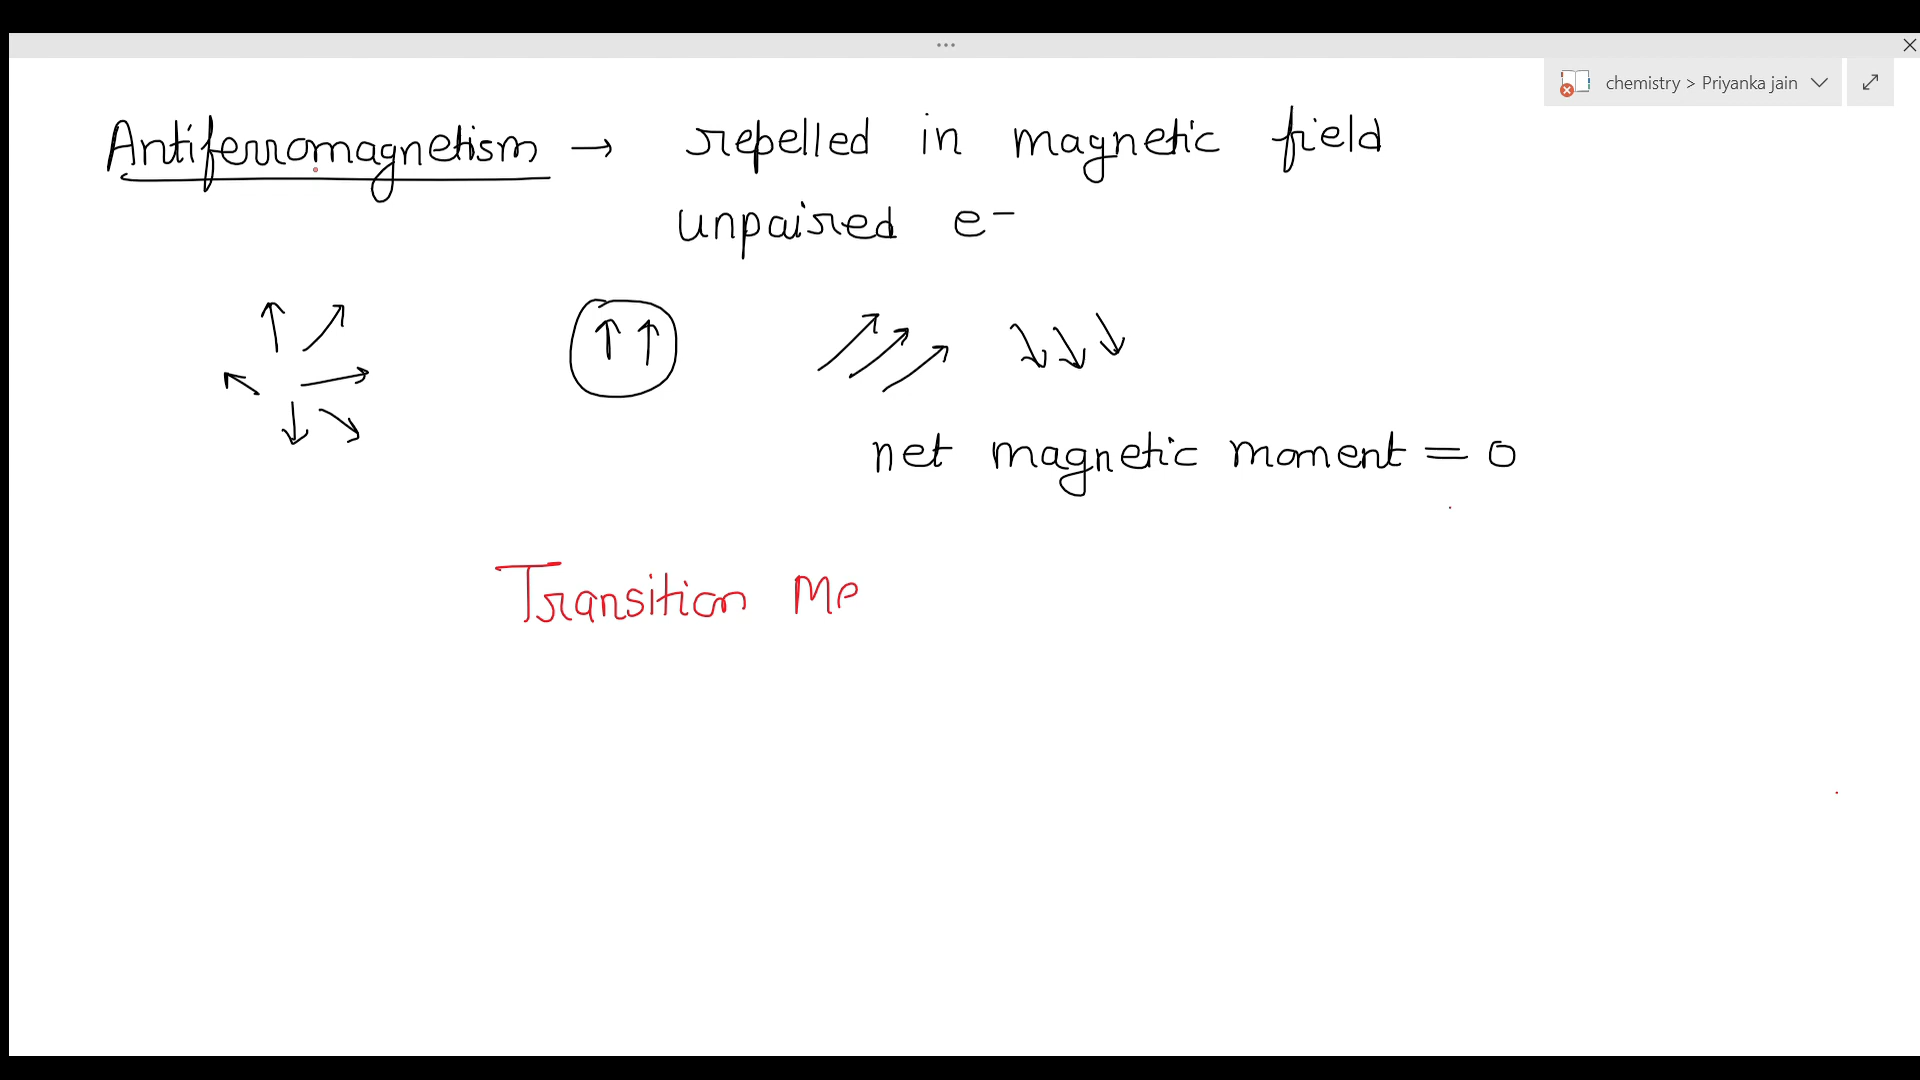 chemistry > Priyanka jain
Antiferromagnetism → repelled in magnetic field
unpaired e⁻
net magnetic moment = 0
Transition Me